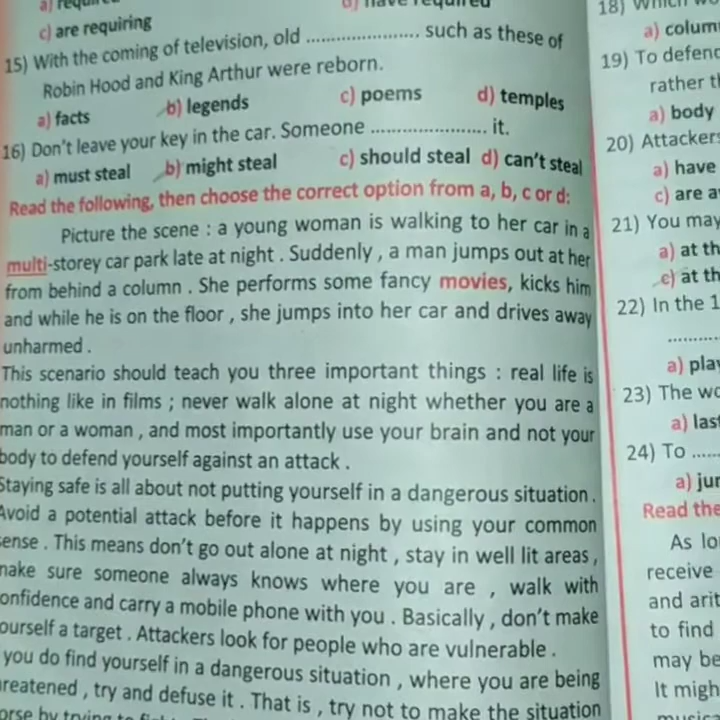 a) required
d) have required
c) are requiring
15) With the coming of television, old .................... such as these of
Robin Hood and King Arthur were reborn.
a) facts b) legends c) poems d) temples
16) Don't leave your key in the car. Someone ..................... it.
a) must steal b) might steal c) should steal d) can't steal
Read the following, then choose the correct option from a, b, c or d:
Picture the scene : a young woman is walking to her car in a
multi-storey car park late at night . Suddenly , a man jumps out at her
from behind a column . She performs some fancy movies, kicks him
and while he is on the floor , she jumps into her car and drives away
unharmed .
This scenario should teach you three important things : real life is
nothing like in films ; never walk alone at night whether you are a
man or a woman , and most importantly use your brain and not your
body to defend yourself against an attack .
Staying safe is all about not putting yourself in a dangerous situation .
Avoid a potential attack before it happens by using your common
ense . This means don't go out alone at night , stay in well lit areas ,
nake sure someone always knows where you are , walk with
onfidence and carry a mobile phone with you . Basically , don't make
ourself a target . Attackers look for people who are vulnerable .
you do find yourself in a dangerous situation , where you are being
reatened , try and defuse it . That is , try not to make the situation
orse by trying to
18) Which
a) colum
19) To defend
rather t
a) body
20) Attackers
a) have
c) are a
21) You may
a) at th
c) at th
22) In the 1
..........
a) play
23) The wo
a) last
24) To ......
a) jur
Read the
As lo
receive
and arit
to find
may be
It migh